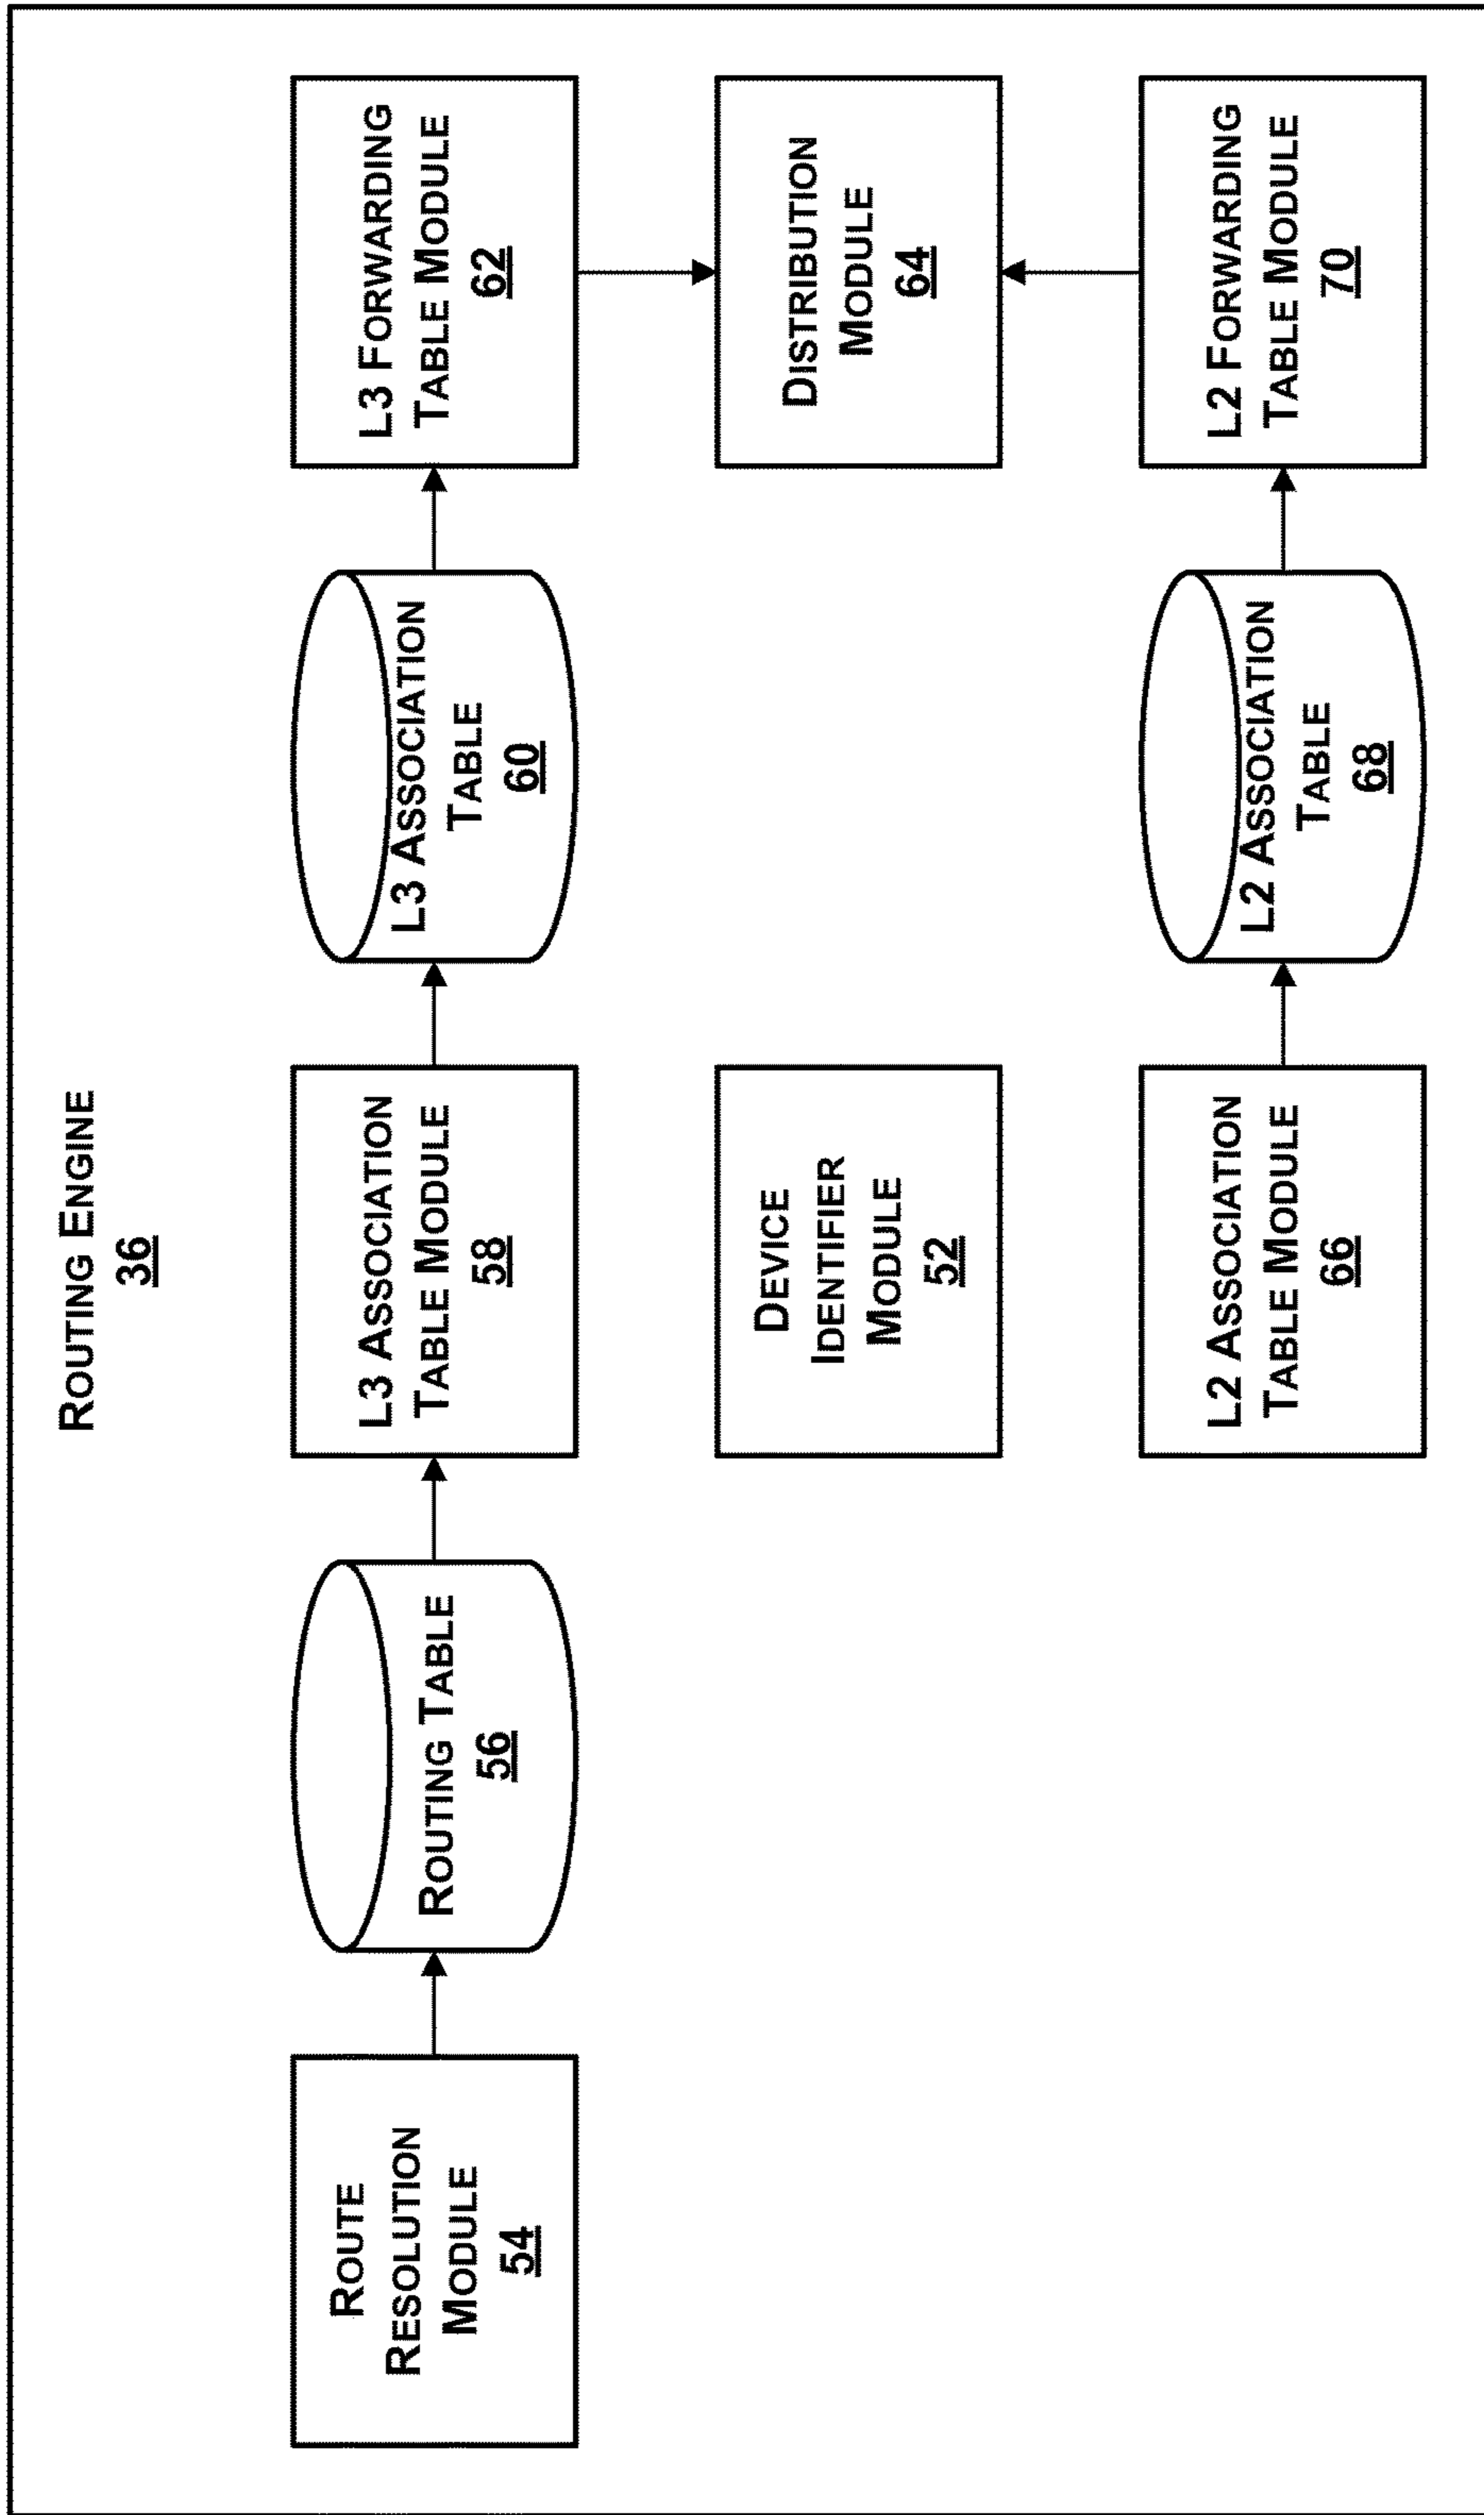 ROUTING ENGINE
36
ROUTE
RESOLUTION
MODULE
54
ROUTING TABLE
56
L3 ASSOCIATION
TABLE MODULE
58
L3 ASSOCIATION
TABLE
60
L3 FORWARDING
TABLE MODULE
62
DEVICE
IDENTIFIER
MODULE
52
DISTRIBUTION
MODULE
64
L2 ASSOCIATION
TABLE MODULE
66
L2 ASSOCIATION
TABLE
68
L2 FORWARDING
TABLE MODULE
70